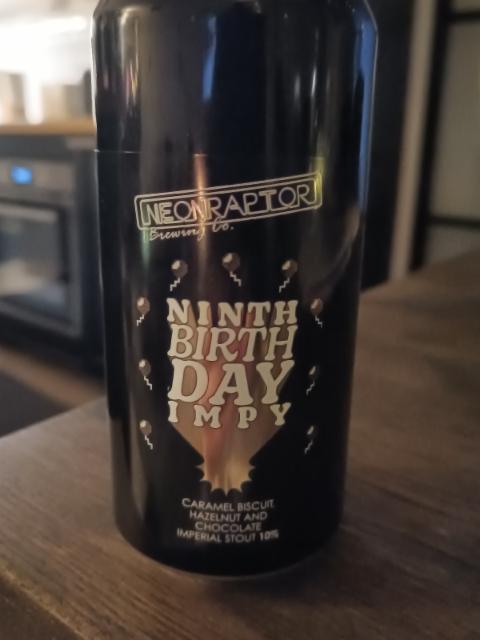 NEONRAPTOR
Brewing Co.
NINTH
BIRTH
DAY
IMPY
CARAMEL BISCUIT,
HAZELNUT AND
CHOCOLATE
IMPERIAL STOUT 10%